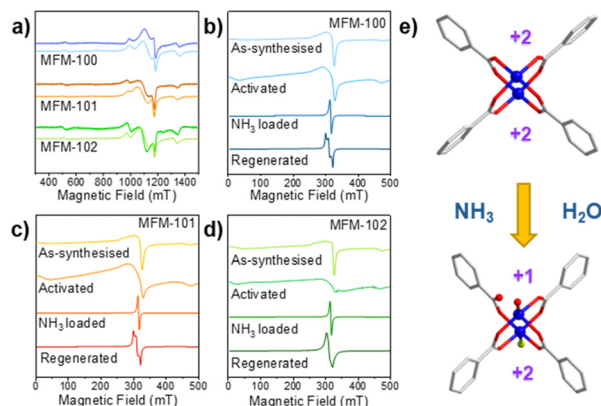 a)
MFM-100
MFM-101
MFM-102
400 600 800 1000 1200 1400
Magnetic Field (mT)
b)
MFM-100
As-synthesised
Activated
NH₃ loaded
Regenerated
0 100 200 300 400 500
Magnetic Field (mT)
c)
MFM-101
As-synthesised
Activated
NH₃ loaded
Regenerated
0 100 200 300 400 500
Magnetic Field (mT)
d)
MFM-102
As-synthesised
Activated
NH₃ loaded
Regenerated
0 100 200 300 400 500
Magnetic Field (mT)
e)
+2
+2
NH₃ H₂O
+1
+2